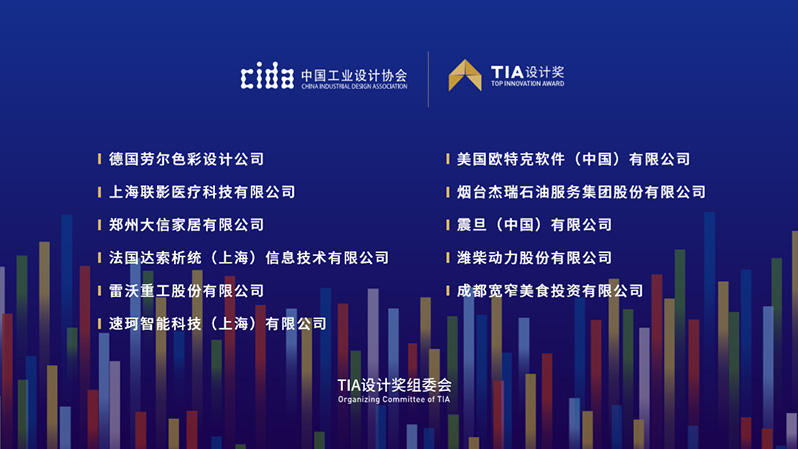 cida 中国工业设计协会
CHINA INDUSTRIAL DESIGN ASSOCIATION
TIA设计奖
TOP INNOVATION AWARD
德国劳尔色彩设计公司
上海联影医疗科技有限公司
郑州大信家居有限公司
法国达索析统（上海）信息技术有限公司
雷沃重工股份有限公司
速珂智能科技（上海）有限公司
美国欧特克软件（中国）有限公司
烟台杰瑞石油服务集团股份有限公司
震旦（中国）有限公司
潍柴动力股份有限公司
成都宽窄美食投资有限公司
TIA设计奖组委会
Organizing Committee of TIA